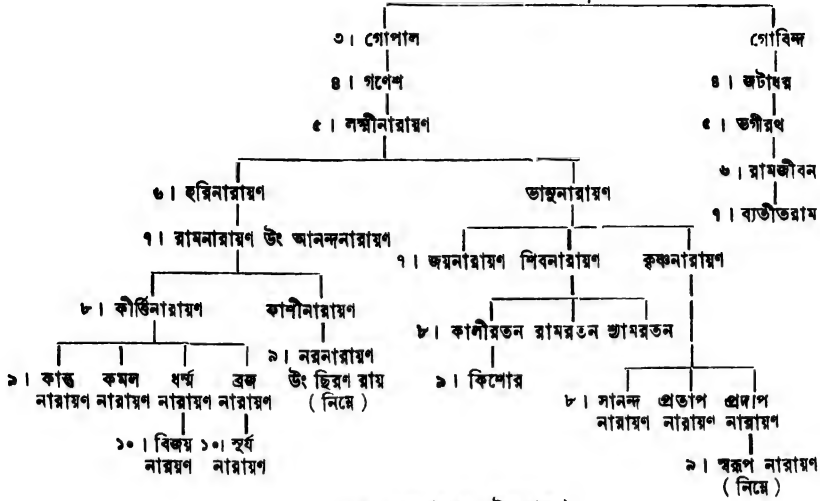 ৩। গোপাল গোবিন্দ
৪। গণেশ ৪। জটাধর
৫। লক্ষ্মীনারায়ণ ৫। ভগীরথ
৬। হরিনারায়ণ ভানুনারায়ণ ৬। রামজীবন
৭। রামনারায়ণ উং আনন্দনারায়ণ ৭। ব্যতীতরাম
৭। জয়নারায়ণ শিবনারায়ণ কৃষ্ণনারায়ণ
৮। কীর্ত্তিনারায়ণ কাশীনারায়ণ
৮। কালীরতন রামরতন শ্যামরতন
৯। কান্তু কমল ধর্ম্ম ব্রজ ৯। নরনারায়ণ
নারায়ণ নারায়ণ নারায়ণ নারায়ণ উং ছিরণ রায়
(নিম্নে)
৯। কিশোর
৮। সানন্দ প্রতাপ প্রদাপ
নারায়ণ নারায়ণ নারায়ণ
১০। বিজয় ১০। সূর্য
নারায়ণ নারায়ণ
৯। স্বরূপ নারায়ণ
(নিম্নে)